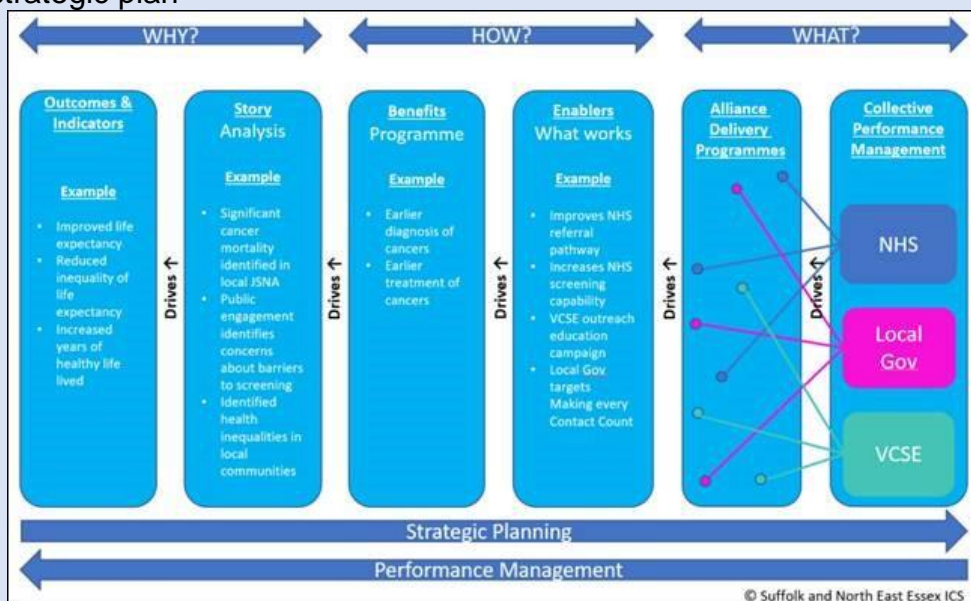 strategic plan
WHY?
HOW?
WHAT?
Outcomes &
Indicators
Example
• Improved life
expectancy
• Reduced
inequality of
life
expectancy
• Increased
years of
healthy life
lived
Drives ↑
Story
Analysis
Example
• Significant
cancer
mortality
identified in
local JSNA
• Public
engagement
identifies
concerns
about barriers
to screening
• Identified
health
inequalities in
local
communities
Drives ↑
Benefits
Programme
Example
• Earlier
diagnosis of
cancers
• Earlier
treatment of
cancers
Drives ↑
Enablers
What works
Example
• Improves NHS
referral
pathway
• Increases NHS
screening
capability
• VCSE outreach
education
campaign
• Local Gov
targets
Making every
Contact Count
Drives ↑
Alliance
Delivery
Programmes
Drives ↑
Collective
Performance
Management
NHS
Local
Gov
VCSE
Strategic Planning
Performance Management
© Suffolk and North East Essex ICS